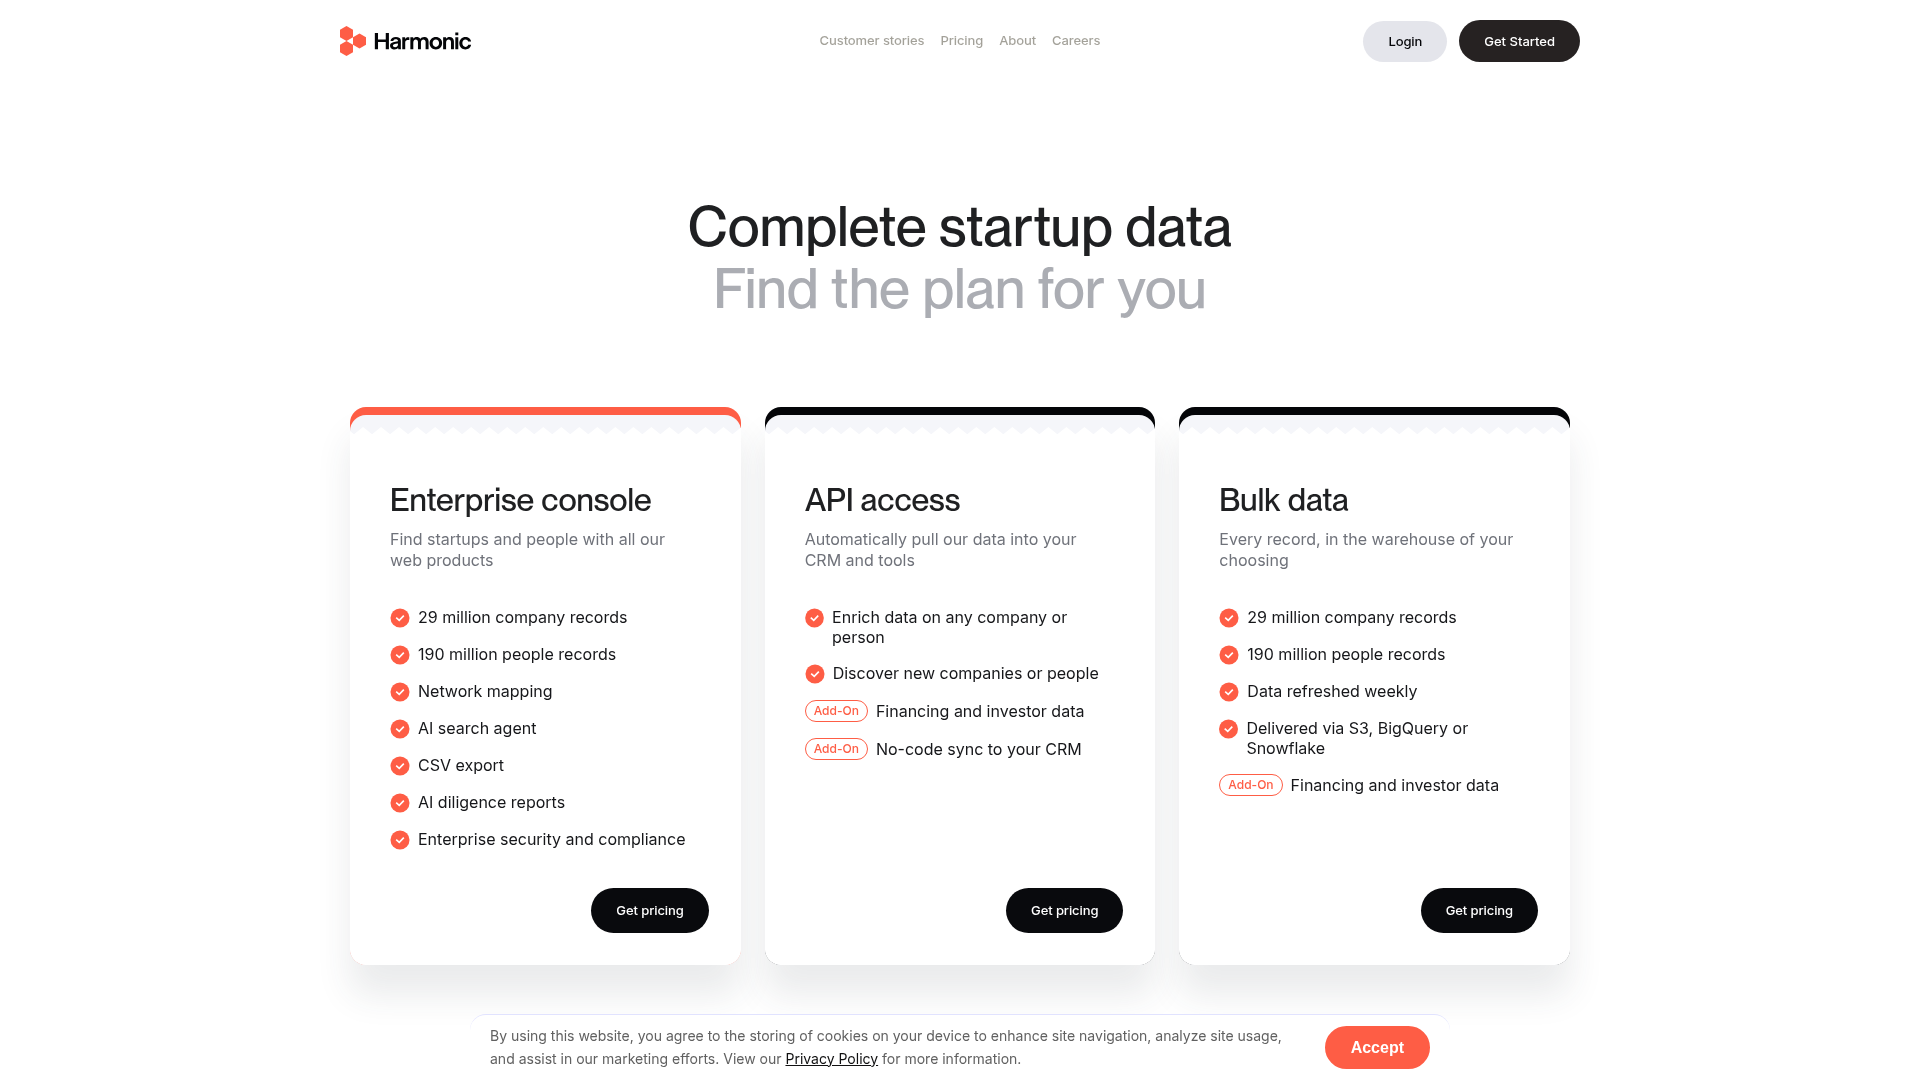 Harmonic
Customer stories
Pricing
About
Careers
Login
Get Started
Complete startup data
Find the plan for you
Enterprise console
Find startups and people with all our
web products
29 million company records
190 million people records
Network mapping
AI search agent
CSV export
AI diligence reports
Enterprise security and compliance
Get pricing
API access
Automatically pull our data into your
CRM and tools
Enrich data on any company or
person
Discover new companies or people
Add-On Financing and investor data
Add-On No-code sync to your CRM
Get pricing
Bulk data
Every record, in the warehouse of your
choosing
29 million company records
190 million people records
Data refreshed weekly
Delivered via S3, BigQuery or
Snowflake
Add-On Financing and investor data
Get pricing
By using this website, you agree to the storing of cookies on your device to enhance site navigation, analyze site usage,
and assist in our marketing efforts. View our Privacy Policy for more information.
Accept